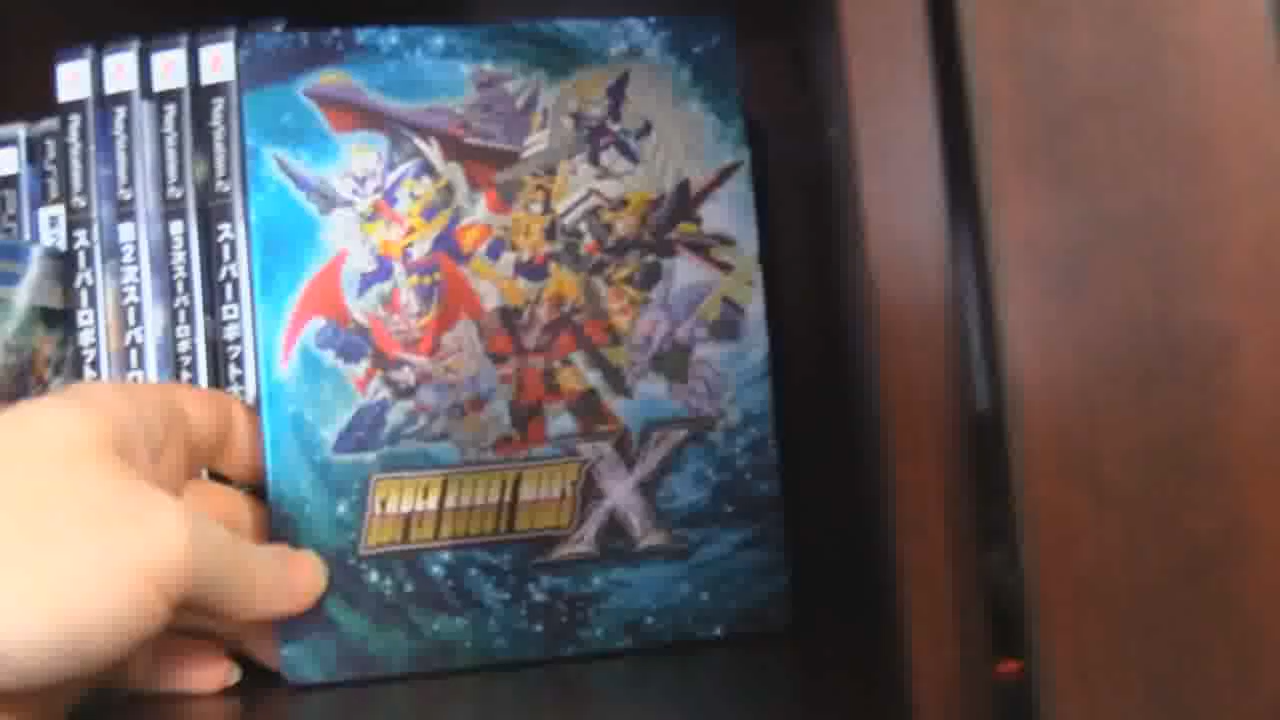 PlayStation 2
スーパーロボット
PlayStation 2
第2次スーパーロ
PlayStation 2
第3次スーパーロボット
PlayStation 2
スーパーロボット大
SUPER ROBOT WARS
X